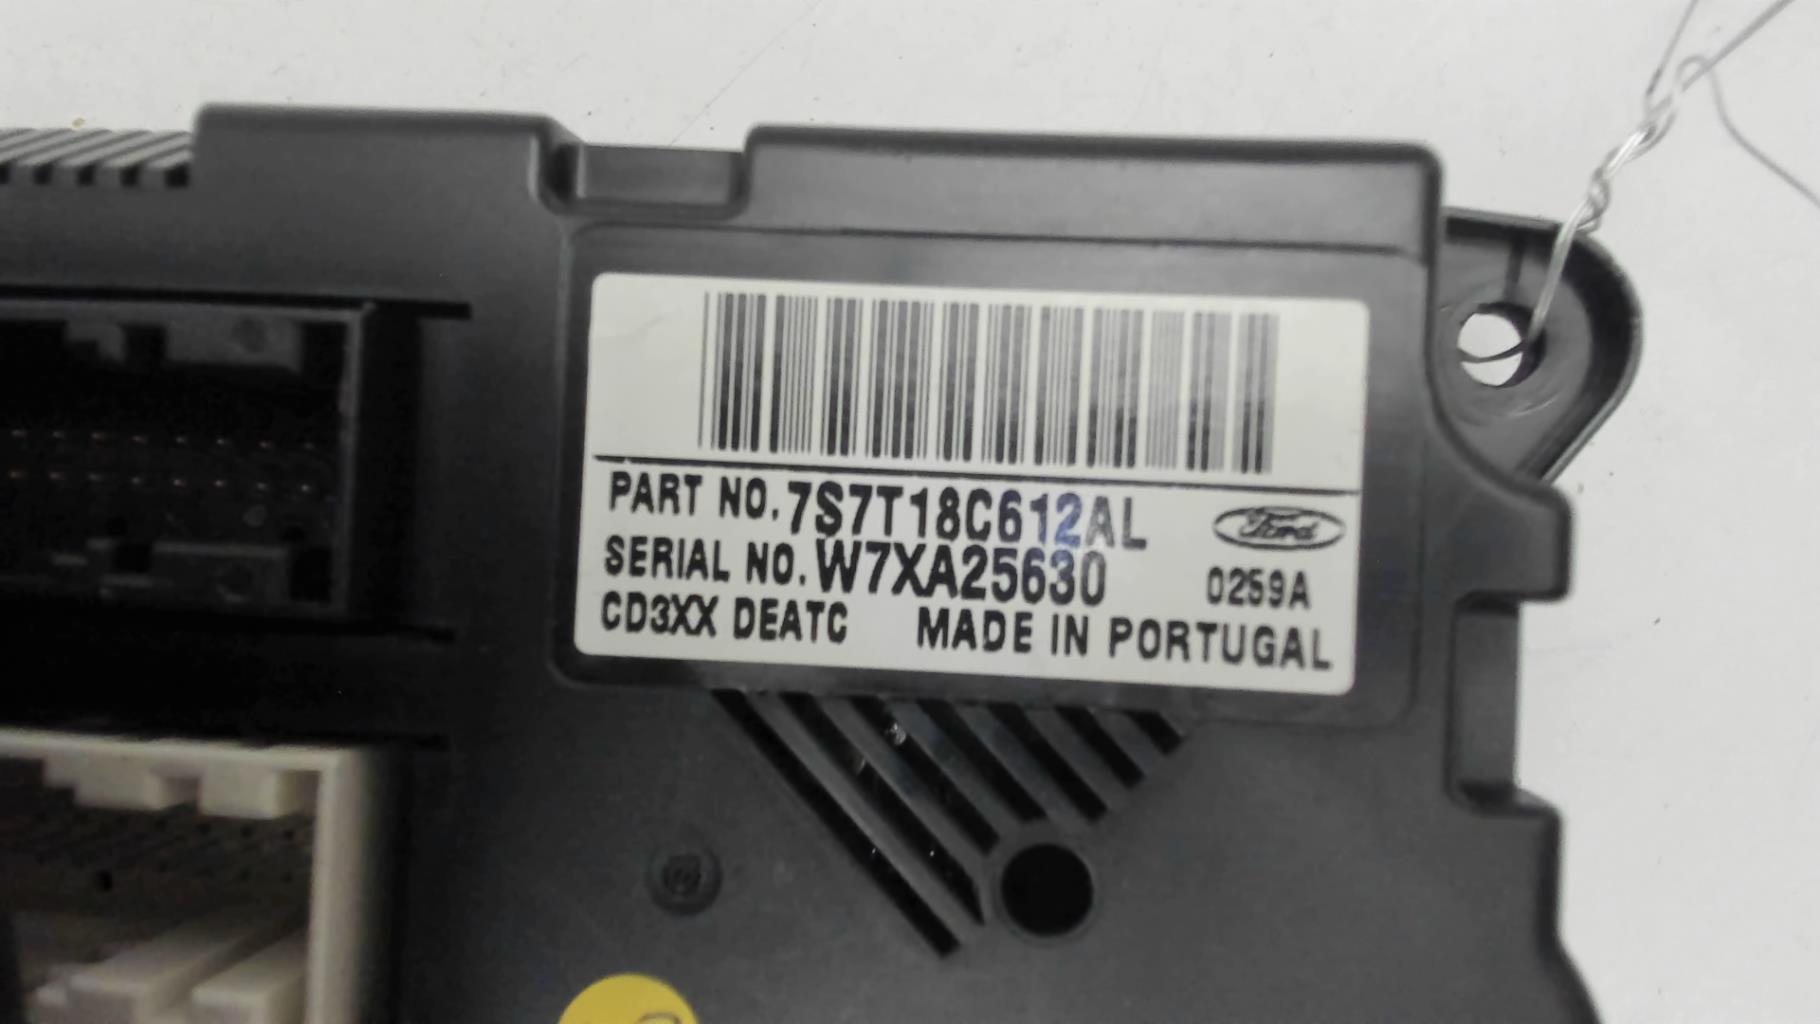 PART NO. 7S7T18C612AL
Ford
SERIAL NO. W7XA25630 0259A
CD3XX DEATC MADE IN PORTUGAL